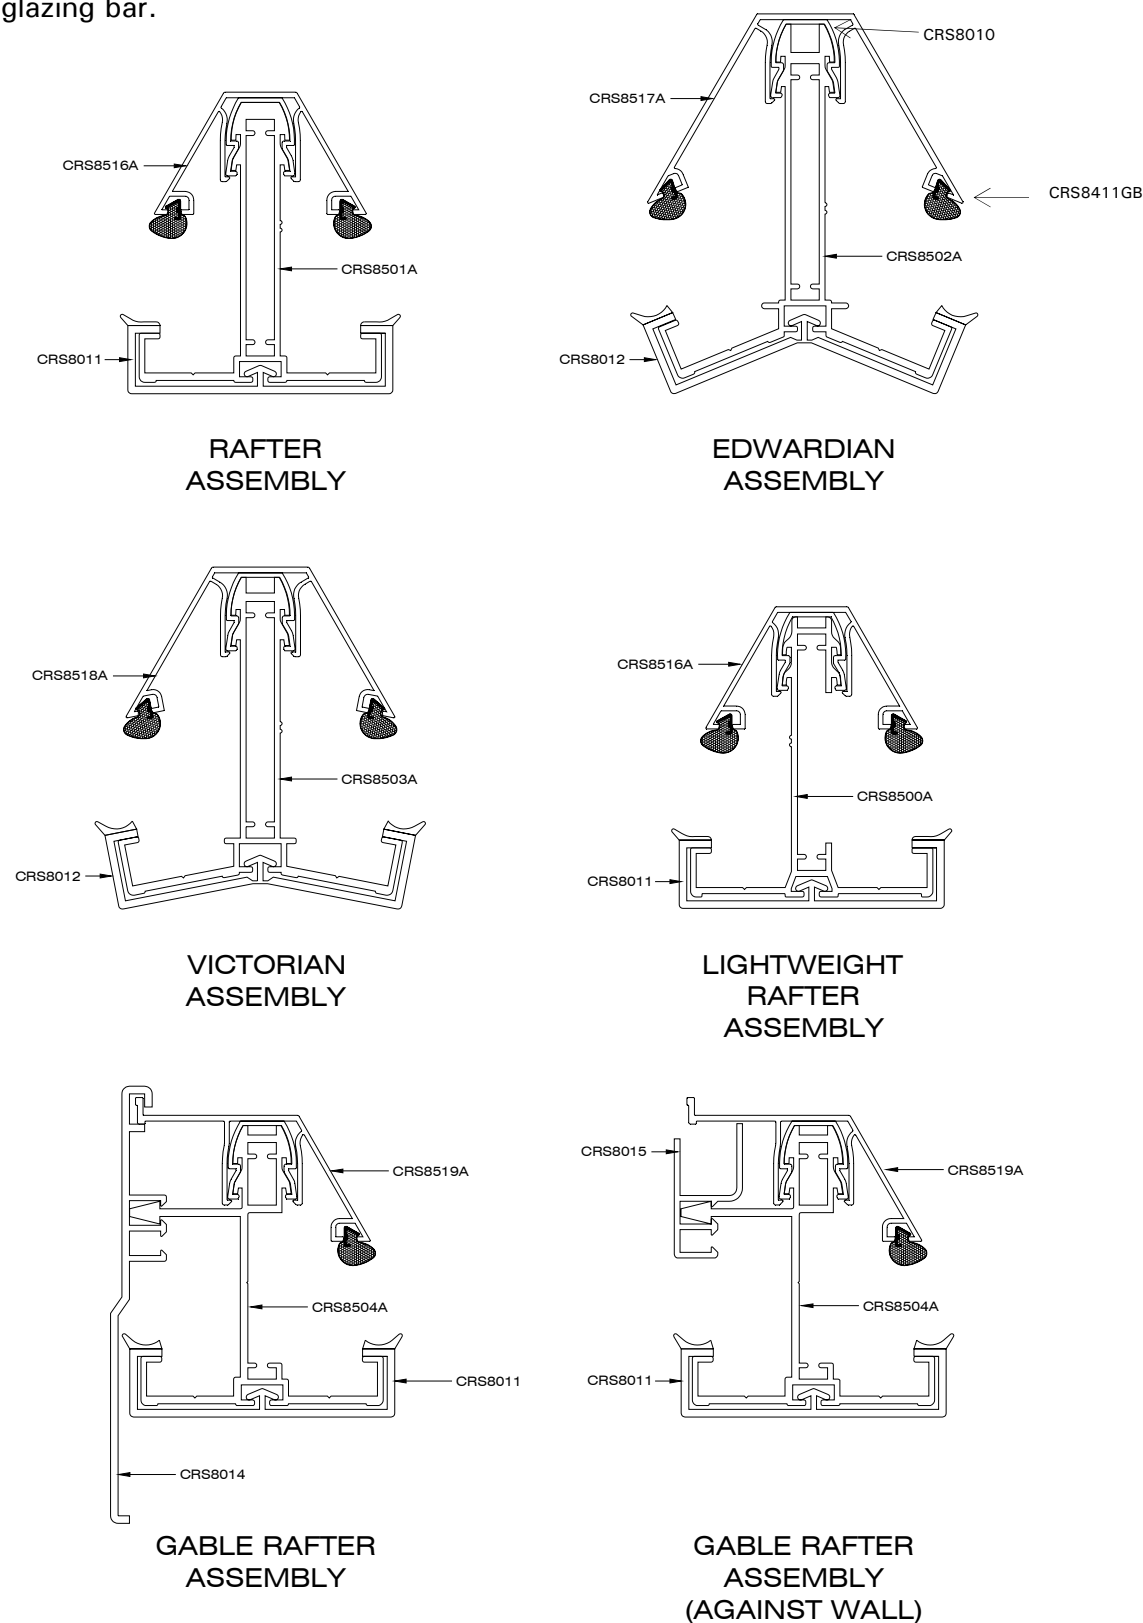 glazing bar.
CRS8010
CRS8517A
CRS8516A
CRS8411GB
CRS8502A
CRS8501A
CRS8011
CRS8012
RAFTER
ASSEMBLY
EDWARDIAN
ASSEMBLY
CRS8518A
CRS8516A
CRS8503A
CRS8500A
CRS8012
CRS8011
VICTORIAN
ASSEMBLY
LIGHTWEIGHT
RAFTER
ASSEMBLY
CRS8015
CRS8519A
CRS8519A
CRS8504A
CRS8504A
CRS8011
CRS8011
CRS8014
GABLE RAFTER
ASSEMBLY
GABLE RAFTER
ASSEMBLY
(AGAINST WALL)